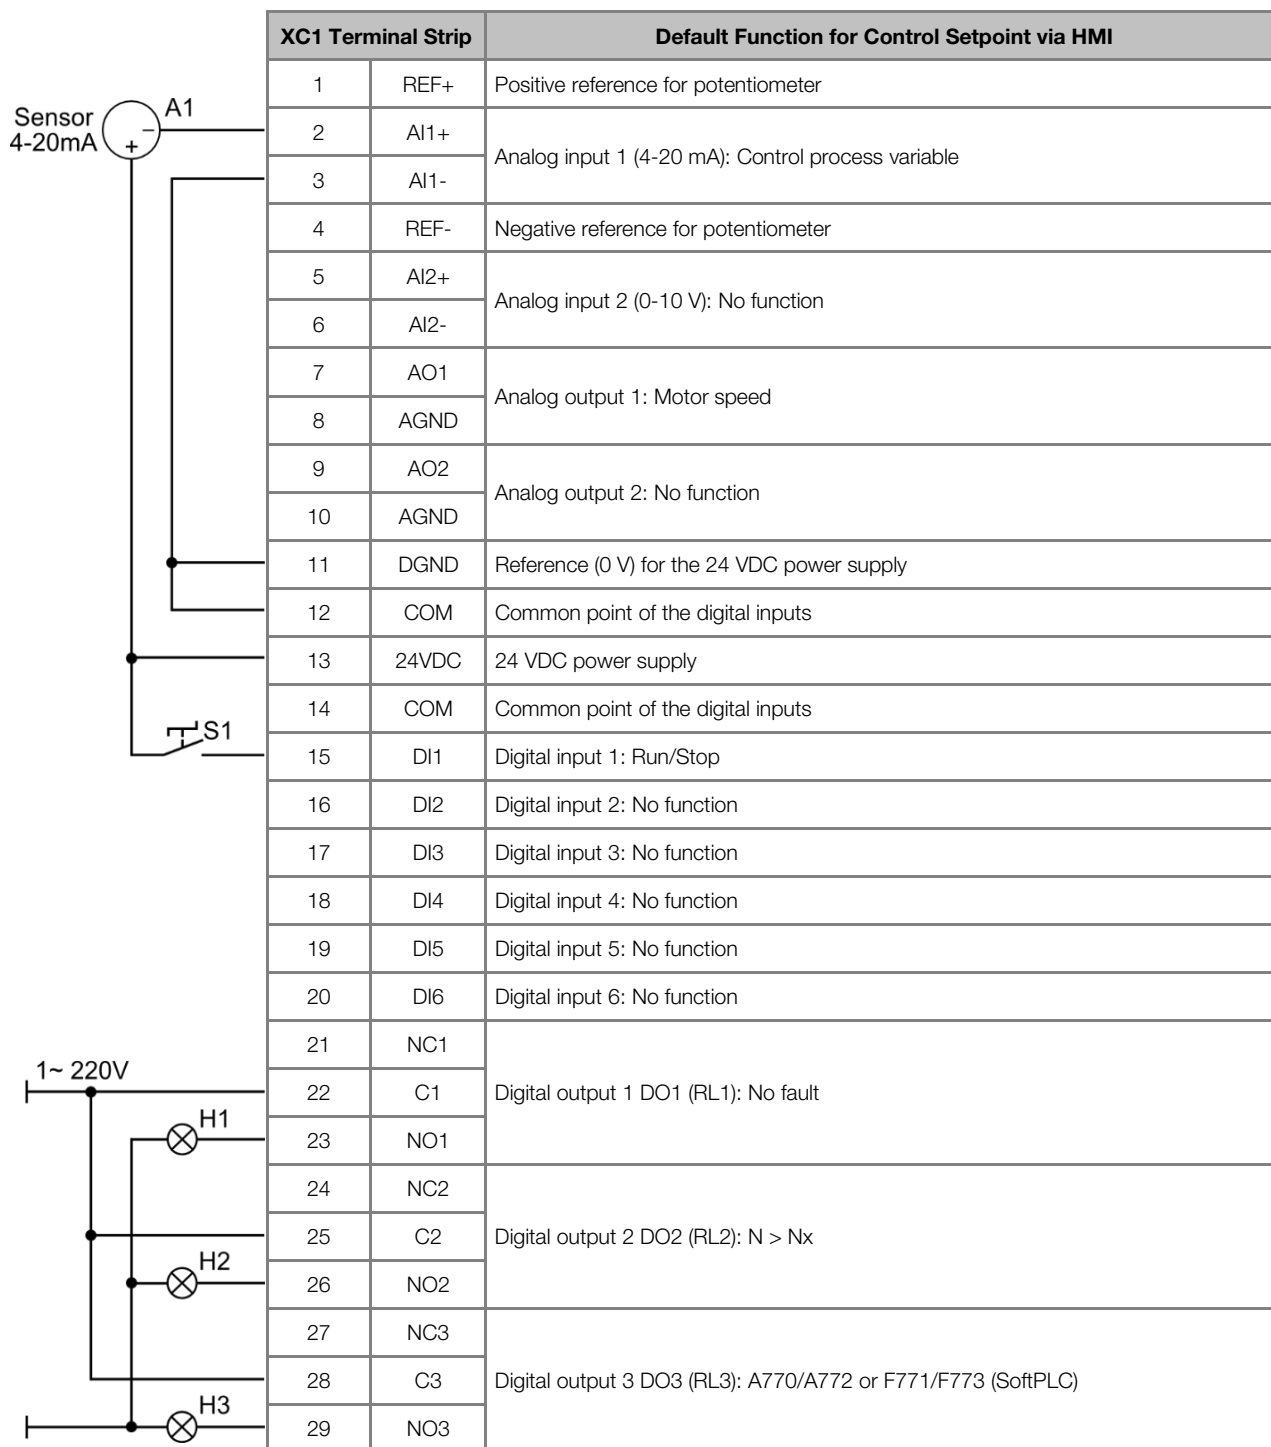 XC1 Terminal Strip Default Function for Control Setpoint via HMI
1 REF+ Positive reference for potentiometer
Sensor
4-20mA
A1
+
−
2 AI1+
Analog input 1 (4-20 mA): Control process variable
3 AI1-
4 REF- Negative reference for potentiometer
5 AI2+
Analog input 2 (0-10 V): No function
6 AI2-
7 AO1
Analog output 1: Motor speed
8 AGND
9 AO2
Analog output 2: No function
10 AGND
11 DGND Reference (0 V) for the 24 VDC power supply
12 COM Common point of the digital inputs
13 24VDC 24 VDC power supply
14 COM Common point of the digital inputs
S1
15 DI1 Digital input 1: Run/Stop
16 DI2 Digital input 2: No function
17 DI3 Digital input 3: No function
18 DI4 Digital input 4: No function
19 DI5 Digital input 5: No function
20 DI6 Digital input 6: No function
21 NC1
1~ 220V
22 C1 Digital output 1 DO1 (RL1): No fault
H1
23 NO1
24 NC2
25 C2 Digital output 2 DO2 (RL2): N > Nx
H2
26 NO2
27 NC3
28 C3 Digital output 3 DO3 (RL3): A770/A772 or F771/F773 (SoftPLC)
H3
29 NO3